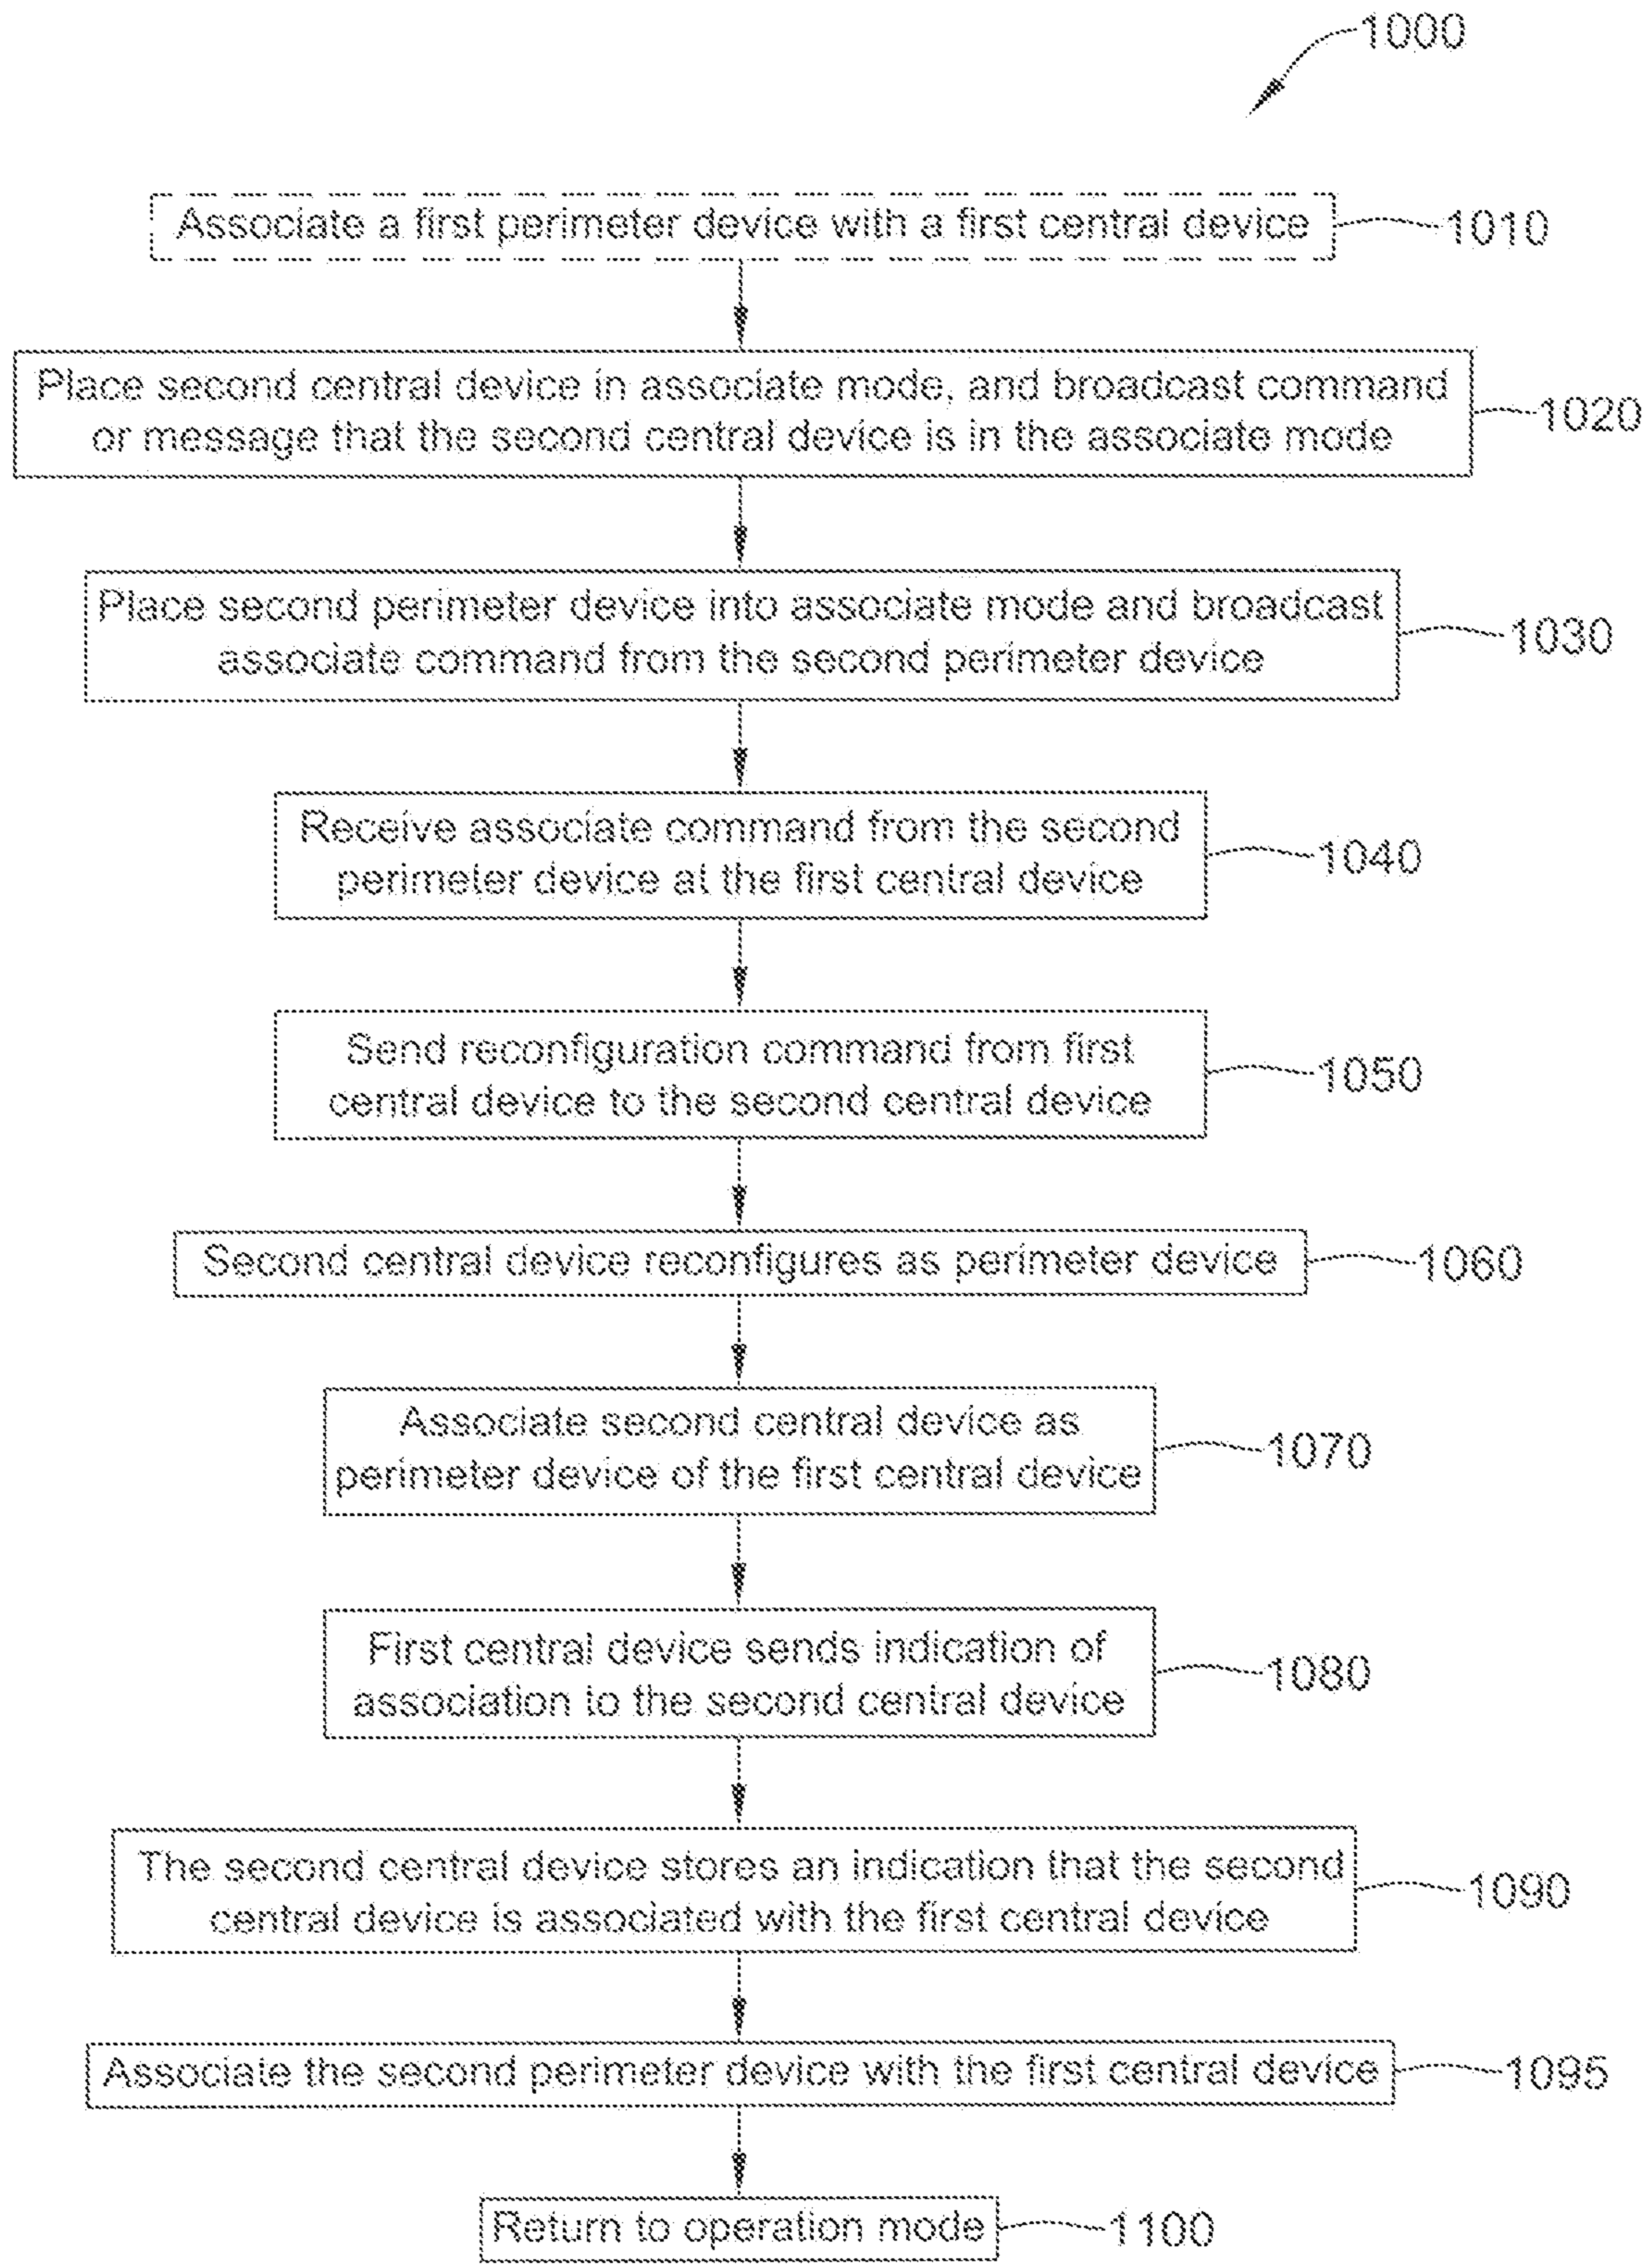 1000
Associate a first perimeter device with a first central device
1010
Place second central device in associate mode, and broadcast command
or message that the second central device is in the associate mode
1020
Place second perimeter device into associate mode and broadcast
associate command from the second perimeter device
1030
Receive associate command from the second
perimeter device at the first central device
1040
Send reconfiguration command from first
central device to the second central device
1050
Second central device reconfigures as perimeter device
1060
Associate second central device as
perimeter device of the first central device
1070
First central device sends indication of
association to the second central device
1080
The second central device stores an indication that the second
central device is associated with the first central device
1090
Associate the second perimeter device with the first central device
1095
Return to operation mode
1100